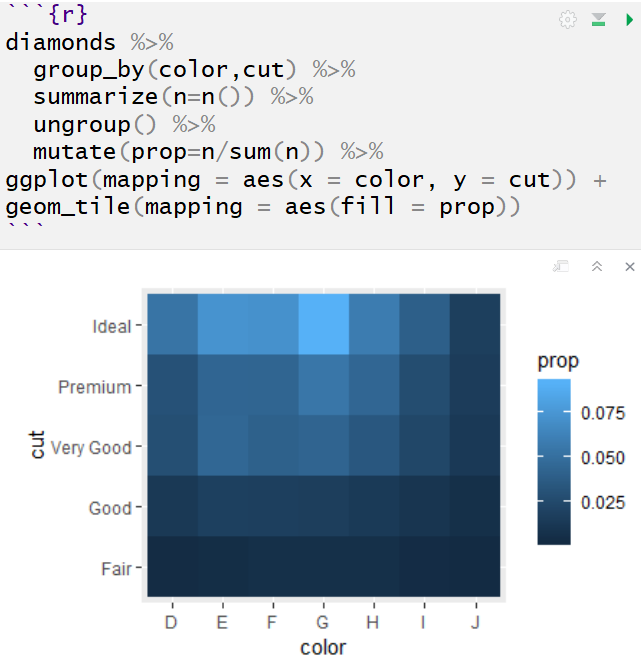 ```{r}
diamonds %>%
  group_by(color,cut) %>%
  summarize(n=n()) %>%
  ungroup() %>%
  mutate(prop=n/sum(n)) %>%
ggplot(mapping = aes(x = color, y = cut)) +
geom_tile(mapping = aes(fill = prop))
```
Ideal
Premium
Very Good
Good
Fair
cut
D E F G H I J
color
prop
0.075
0.050
0.025